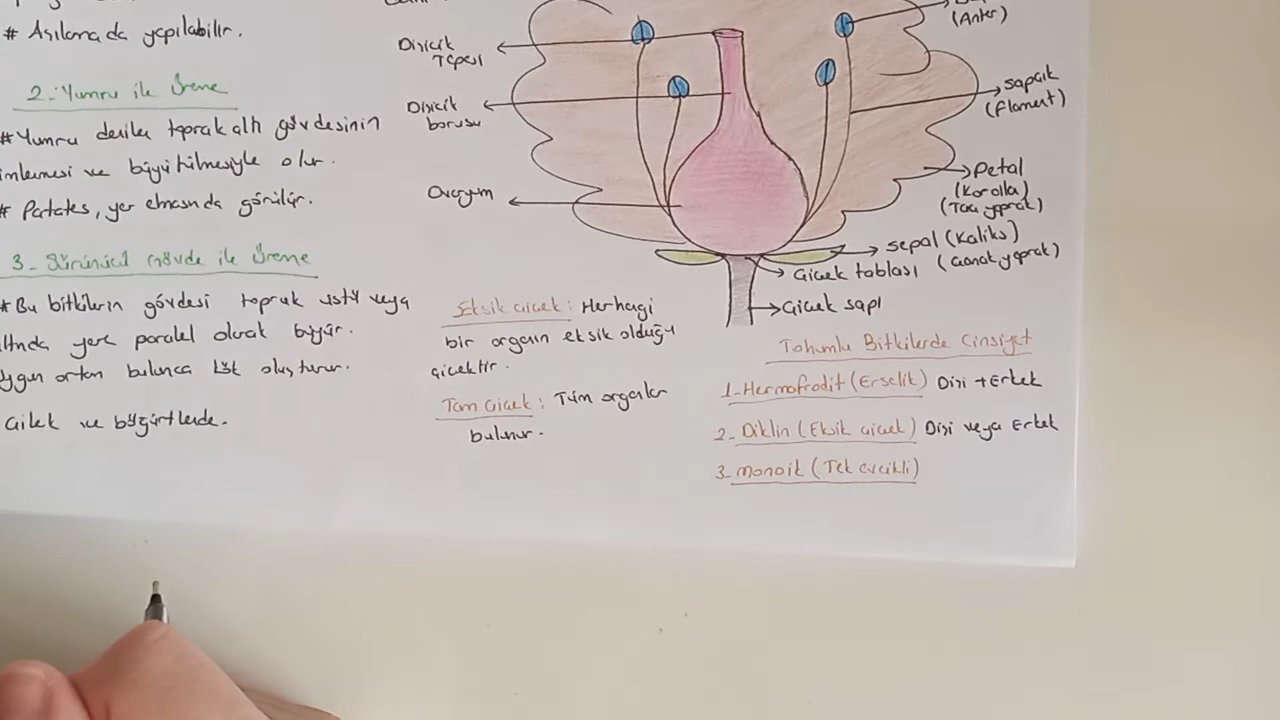 # Aşılama da yapılabilir.
2. Yumru ile Üreme
# Yumru denilen toprak altı gövdesinin
ve büyütülmesiyle olur.
# Patates, yer elmasında görülür.
3- Sürünücü Gövde ile Üreme
# Bu bitkilerin gövdesi toprak üstü veya
altında yere paralel olarak büyür.
ortam bulunca kök oluşturur.
Çilek ve böğürtlende.
Dişicik
Tepesi
Dişicik
borusu
Ovaryum
(Anter)
Sapçık
(flament)
Petal
(Korolla)
(Taç yaprak)
Sepal (Kaliks)
(Çanak yaprak)
Çiçek tablası
Çiçek sapı
Eksik çiçek: Herhangi
bir organın eksik olduğu
çiçektir.
Tam Çiçek: Tüm organlar
bulunur.
Tohumlu Bitkilerde Cinsiyet
1-Hermafrodit (Erselik) Dişi + Erkek
2- Diklin (Eksik çiçek) Dişi veya Erkek
3- monoik (Tek evcikli)